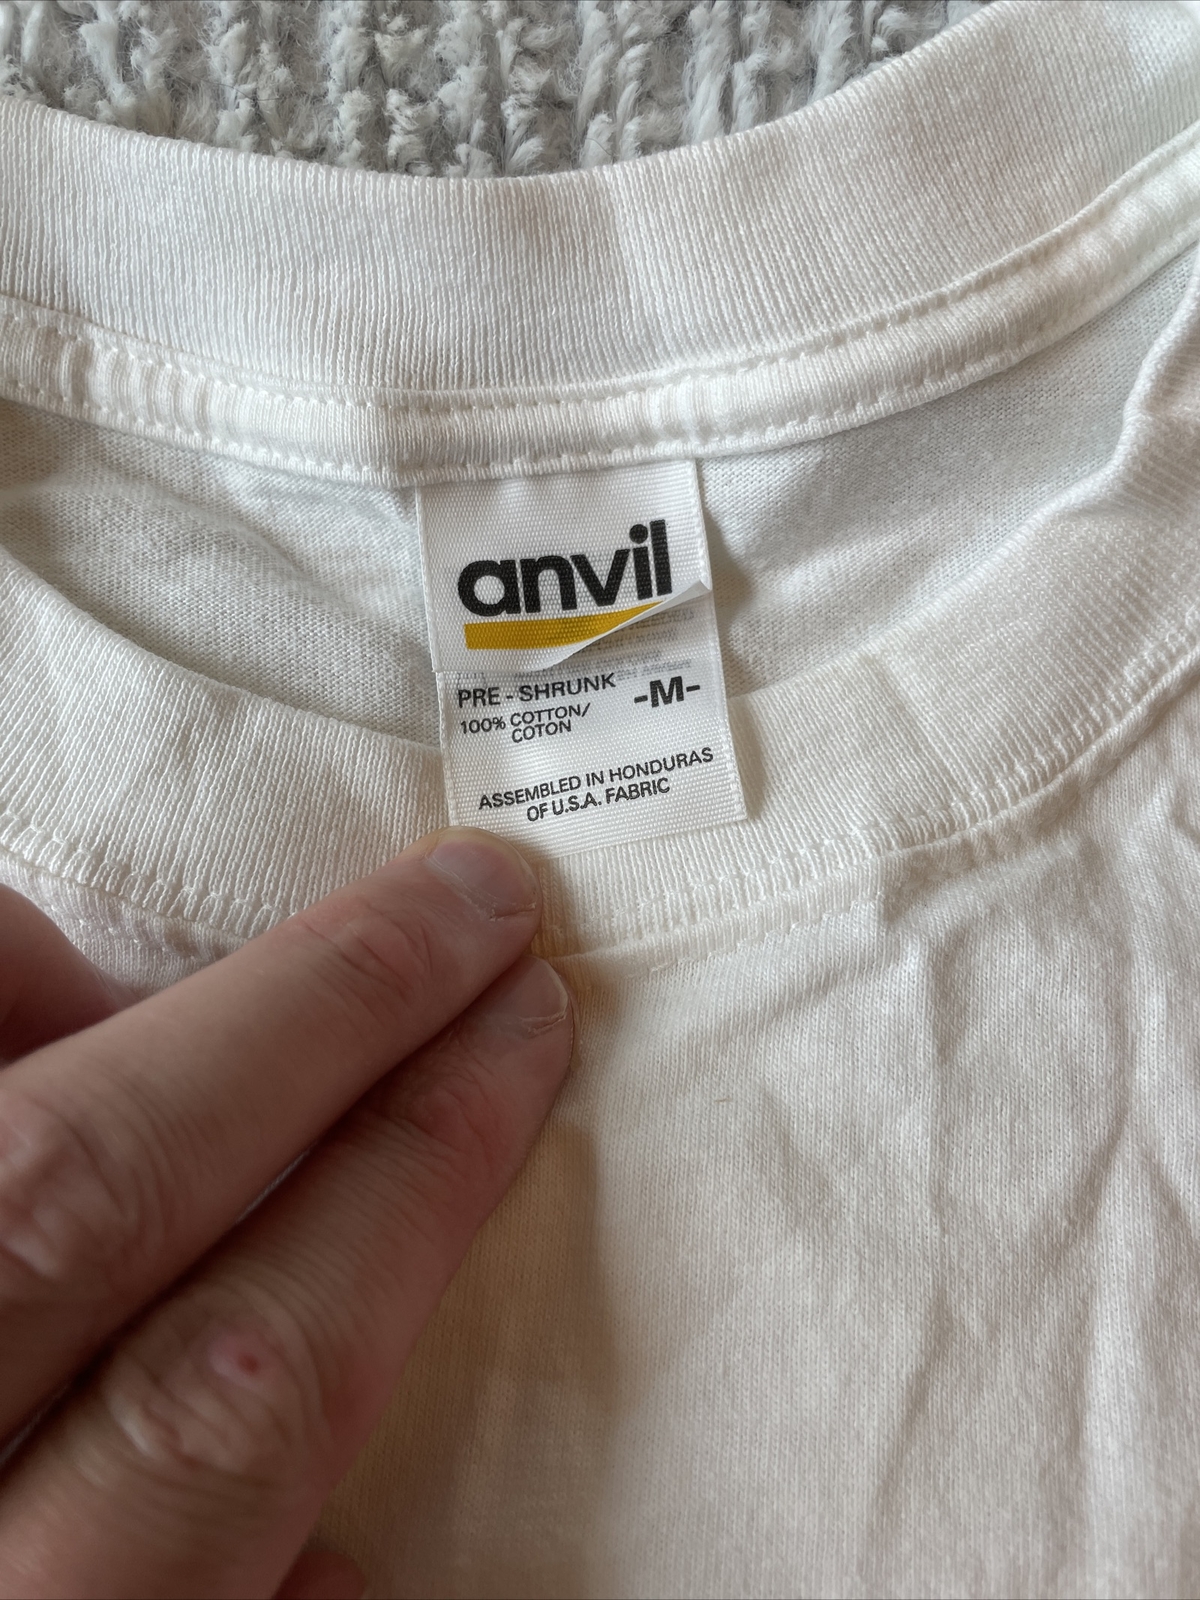 anvil
PRE-SHRUNK -M-
100% COTTON/
COTON
ASSEMBLED IN HONDURAS
OF U.S.A. FABRIC